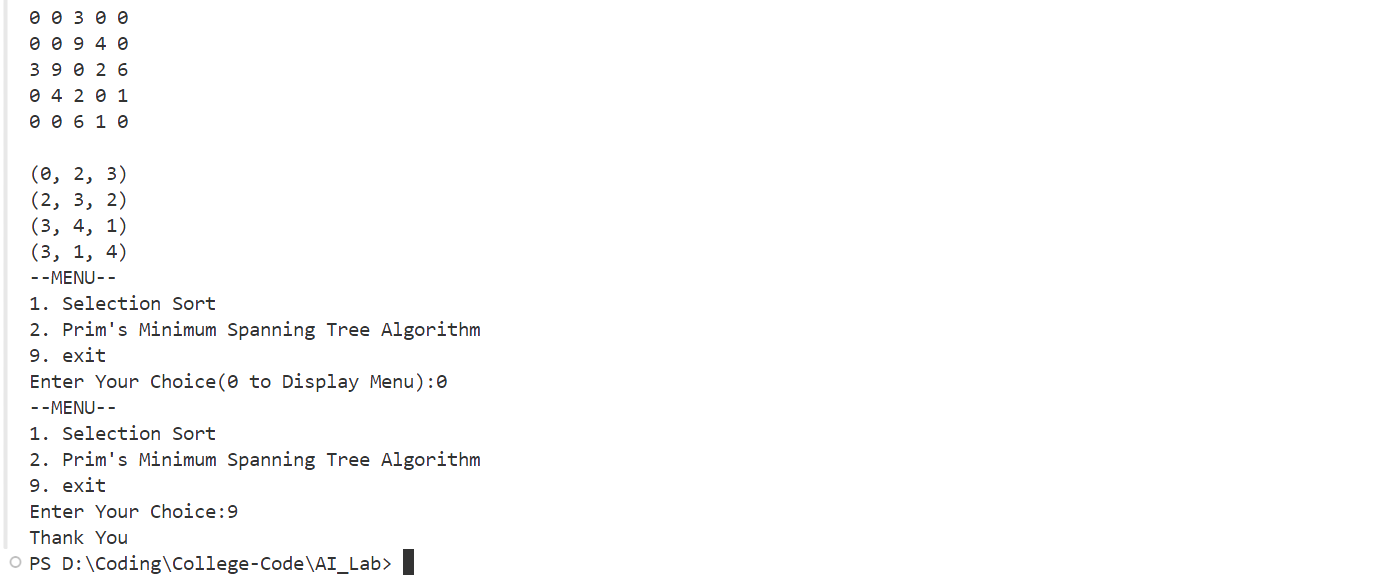 0 0 3 0 0
0 0 9 4 0
3 9 0 2 6
0 4 2 0 1
0 0 6 1 0
(0, 2, 3)
(2, 3, 2)
(3, 4, 1)
(3, 1, 4)
--MENU--
1. Selection Sort
2. Prim's Minimum Spanning Tree Algorithm
9. exit
Enter Your Choice(0 to Display Menu):0
--MENU--
1. Selection Sort
2. Prim's Minimum Spanning Tree Algorithm
9. exit
Enter Your Choice:9
Thank You
PS D:\Coding\College-Code\AI_Lab>